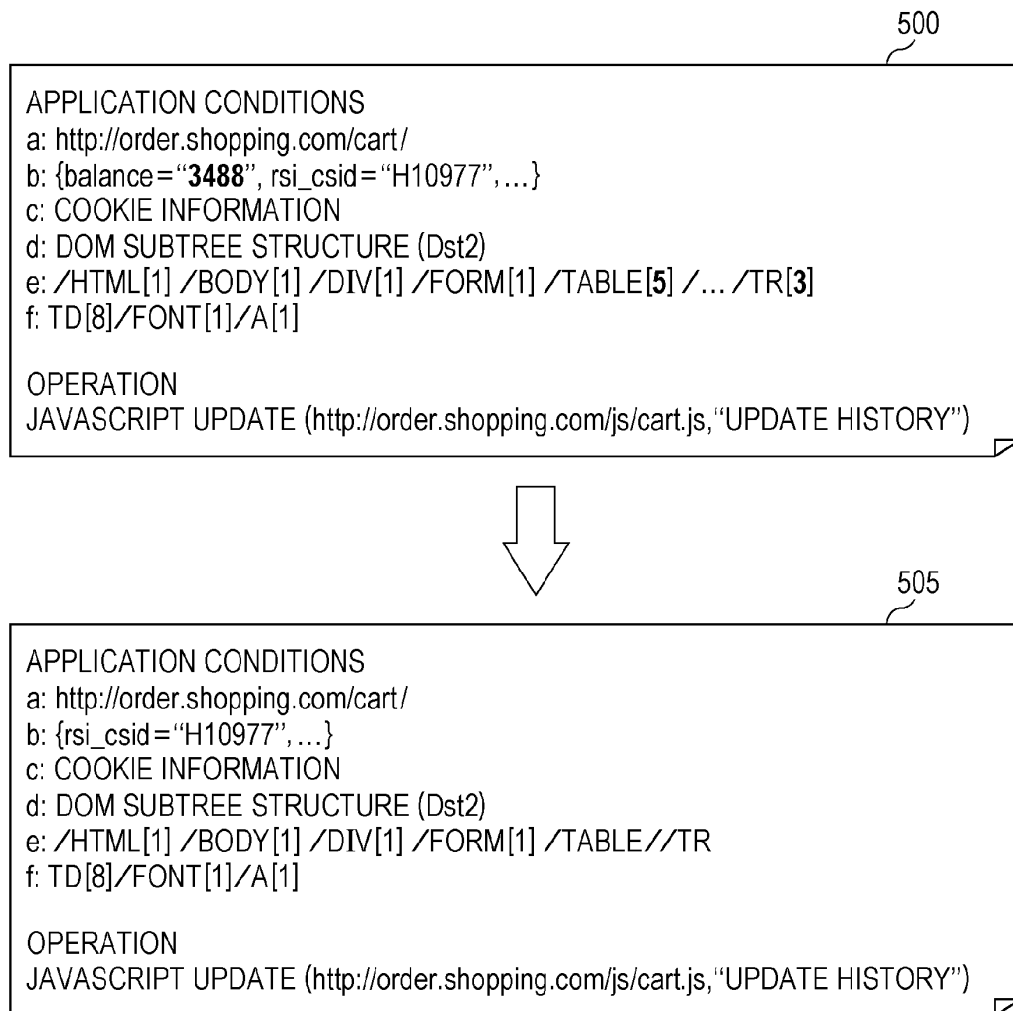 500
APPLICATION CONDITIONS
a: http://order.shopping.com/cart/
b: {balance=“3488”, rsi_csid=“H10977”,...}
c: COOKIE INFORMATION
d: DOM SUBTREE STRUCTURE (Dst2)
e: /HTML[1] /BODY[1] /DIV[1] /FORM[1] /TABLE[5] /... /TR[3]
f: TD[8]/FONT[1]/A[1]
OPERATION
JAVASCRIPT UPDATE (http://order.shopping.com/js/cart.js,“UPDATE HISTORY”)
505
APPLICATION CONDITIONS
a: http://order.shopping.com/cart/
b: {rsi_csid=“H10977”,...}
c: COOKIE INFORMATION
d: DOM SUBTREE STRUCTURE (Dst2)
e: /HTML[1] /BODY[1] /DIV[1] /FORM[1] /TABLE//TR
f: TD[8]/FONT[1]/A[1]
OPERATION
JAVASCRIPT UPDATE (http://order.shopping.com/js/cart.js,“UPDATE HISTORY”)